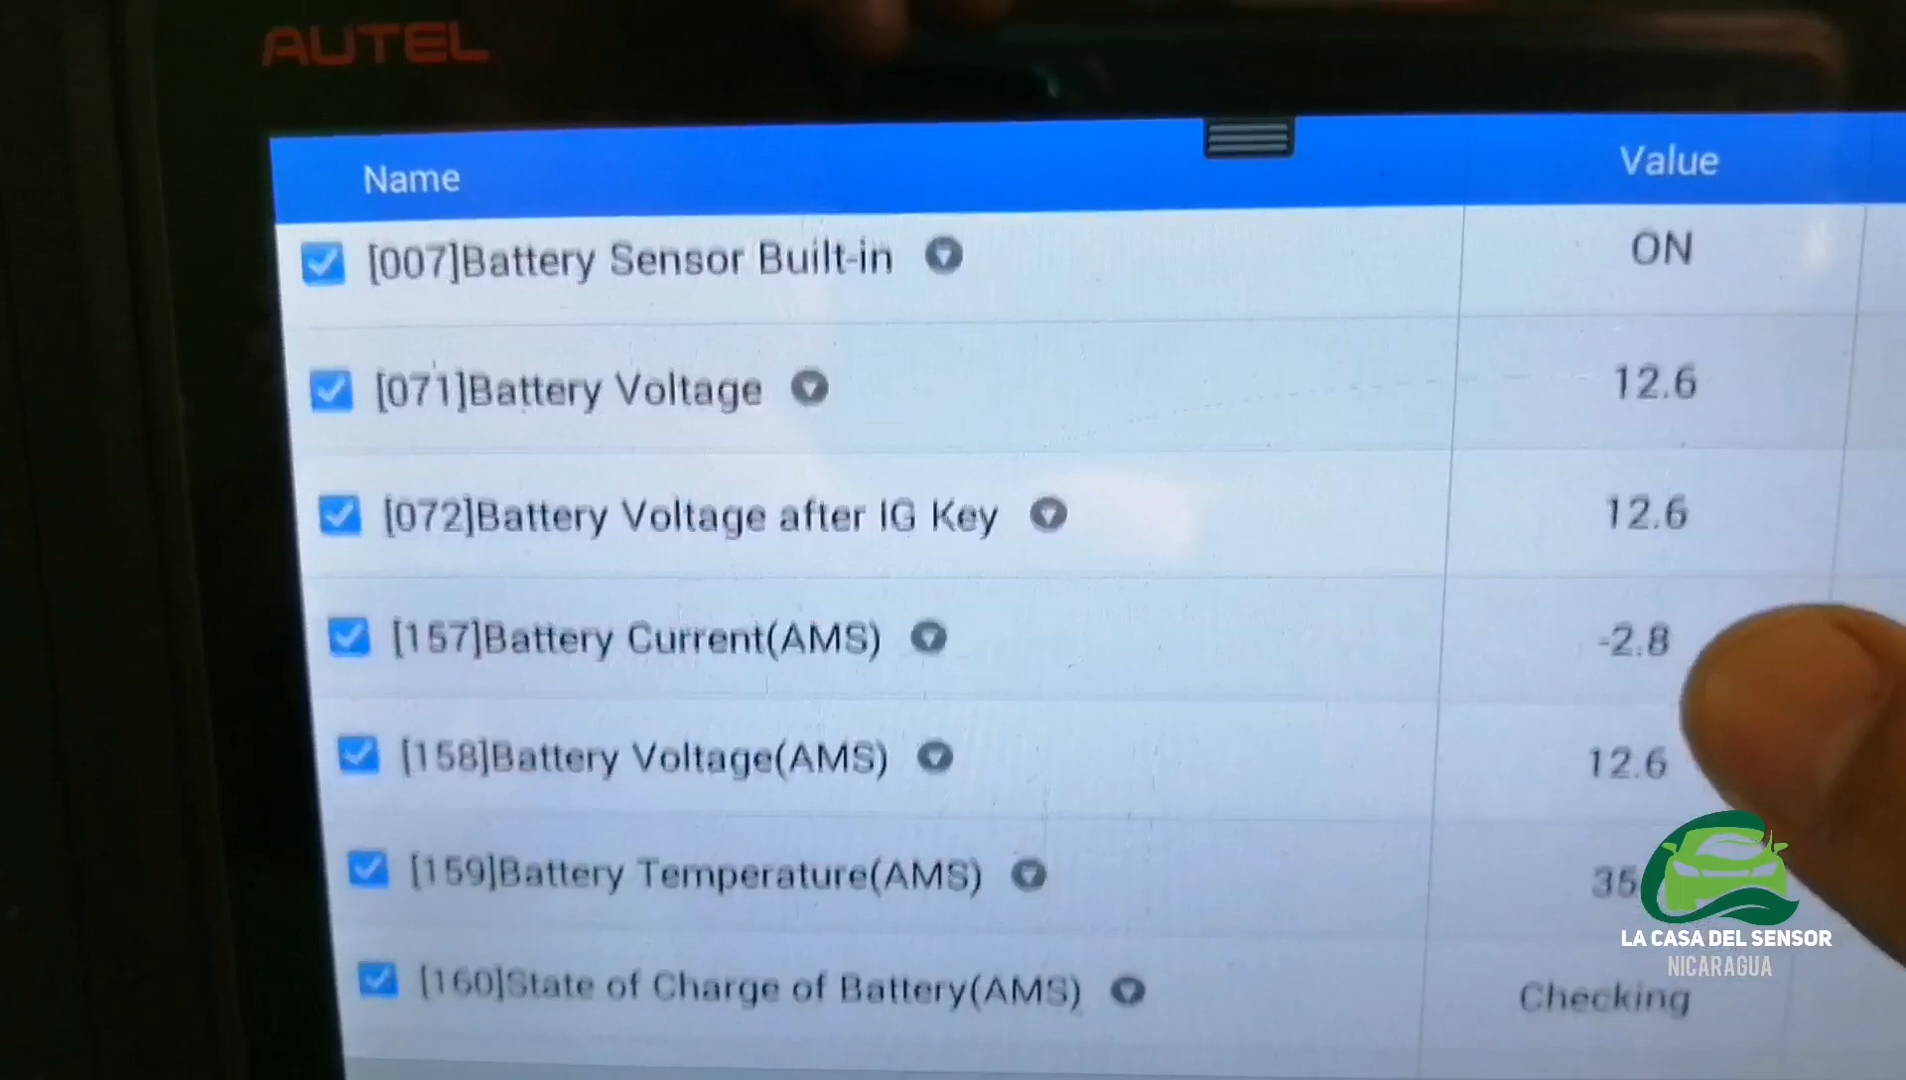 AUTEL
Name Value
[007]Battery Sensor Built-in ON
[071]Battery Voltage 12.6
[072]Battery Voltage after IG Key 12.6
[157]Battery Current(AMS) -2.8
[158]Battery Voltage(AMS) 12.6
[159]Battery Temperature(AMS) 35
[160]State of Charge of Battery(AMS) Checking
LA CASA DEL SENSOR
NICARAGUA